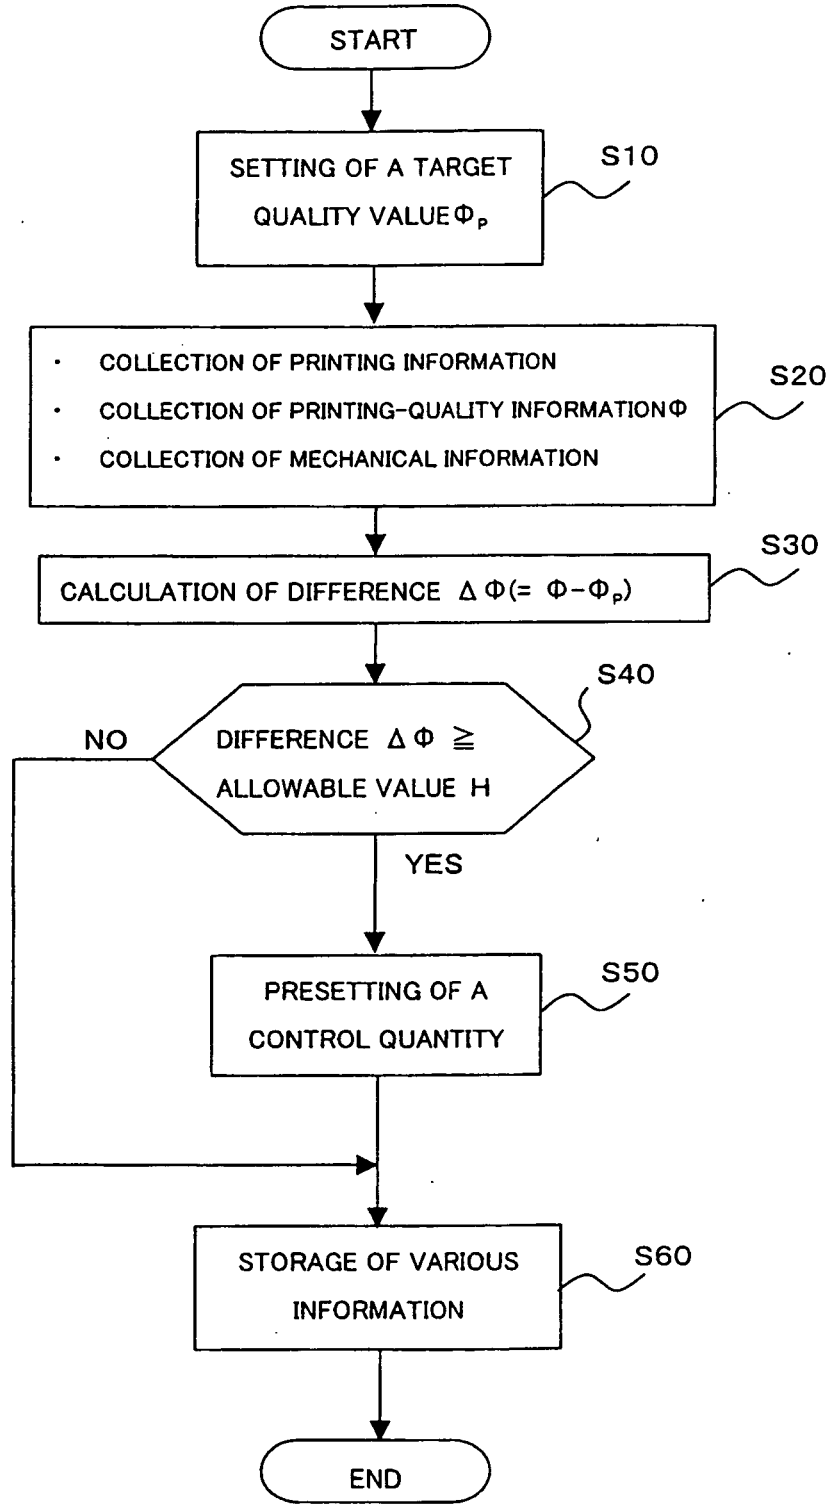 START
SETTING OF A TARGET
QUALITY VALUE Φp
S10
· COLLECTION OF PRINTING INFORMATION
· COLLECTION OF PRINTING-QUALITY INFORMATION Φ
· COLLECTION OF MECHANICAL INFORMATION
S20
CALCULATION OF DIFFERENCE ΔΦ(= Φ-Φp)
S30
DIFFERENCE ΔΦ ≧
ALLOWABLE VALUE H
S40
NO
YES
PRESETTING OF A
CONTROL QUANTITY
S50
STORAGE OF VARIOUS
INFORMATION
S60
END